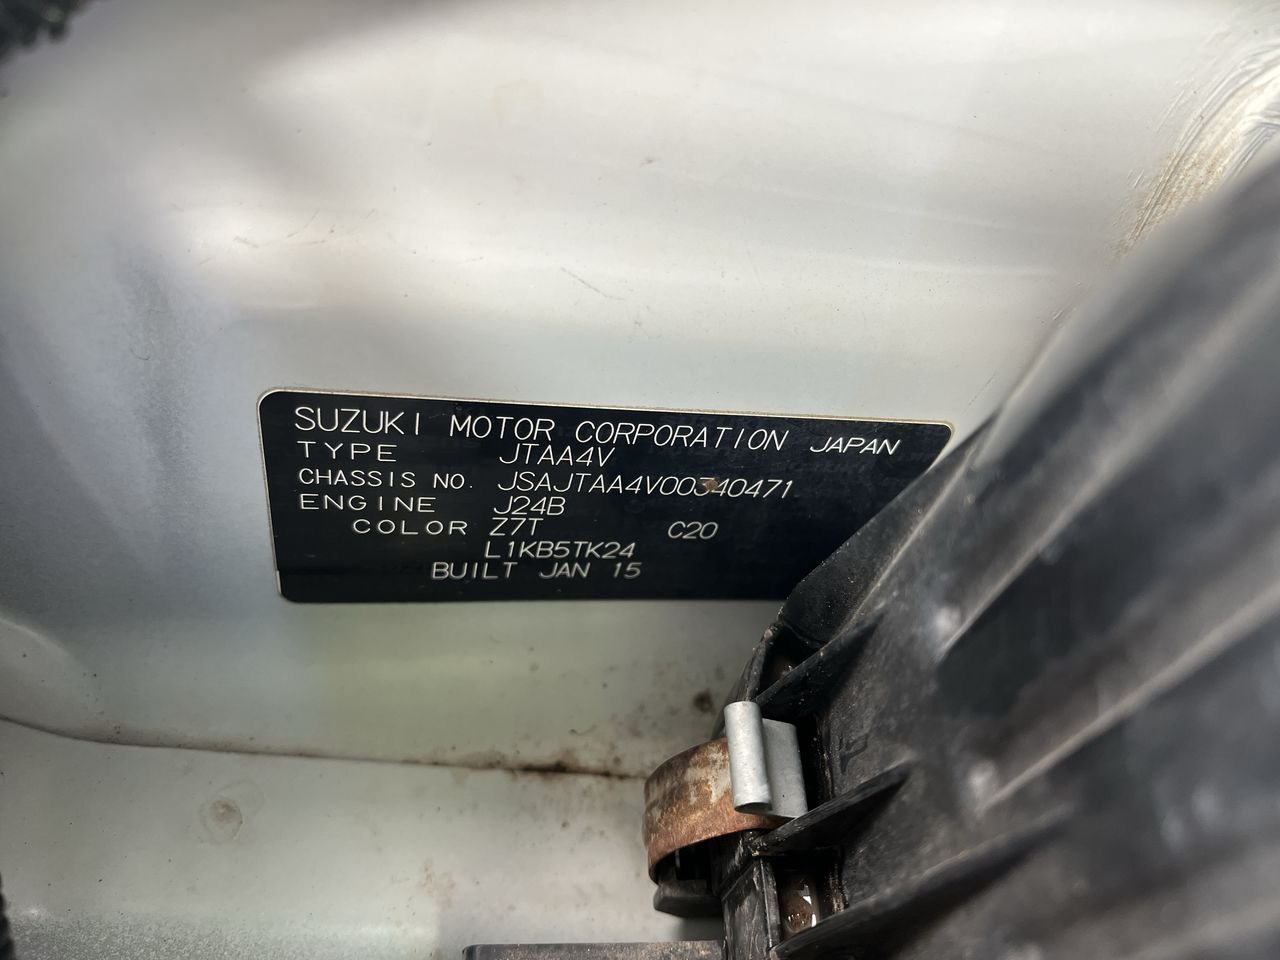 SUZUKI MOTOR CORPORATION JAPAN
TYPE JTAA4V
CHASSIS NO. JSAJTAA4V00340471
ENGINE J24B
COLOR Z7T C20
L1KB5TK24
BUILT JAN 15